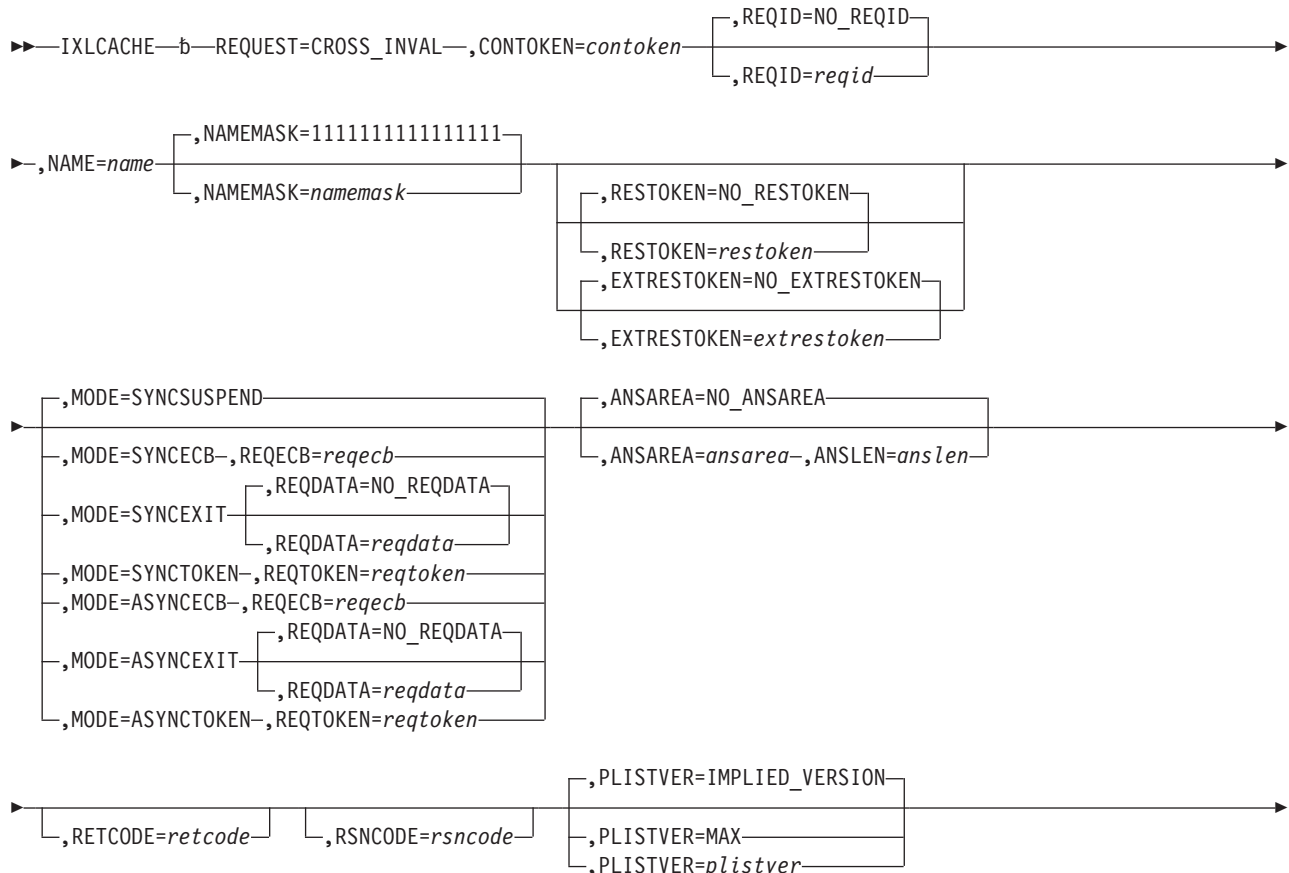 ,REQID=NO_REQID
IXLCACHE ƀ REQUEST=CROSS_INVAL ,CONTOKEN=contoken
,REQID=reqid
,NAMEMASK=1111111111111111
,NAME=name
,NAMEMASK=namemask
,RESTOKEN=NO_RESTOKEN
,RESTOKEN=restoken
,EXTRESTOKEN=NO_EXTRESTOKEN
,EXTRESTOKEN=extrestoken
,MODE=SYNCSUSPEND
,MODE=SYNCECB ,REQECB=reqecb
,REQDATA=NO_REQDATA
,MODE=SYNCEXIT
,REQDATA=reqdata
,MODE=SYNCTOKEN ,REQTOKEN=reqtoken
,MODE=ASYNCECB ,REQECB=reqecb
,REQDATA=NO_REQDATA
,MODE=ASYNCEXIT
,REQDATA=reqdata
,MODE=ASYNCTOKEN ,REQTOKEN=reqtoken
,ANSAREA=NO_ANSAREA
,ANSAREA=ansarea ,ANSLEN=anslen
,RETCODE=retcode
,RSNCODE=rsncode
,PLISTVER=IMPLIED_VERSION
,PLISTVER=MAX
,PLISTVER=plistver